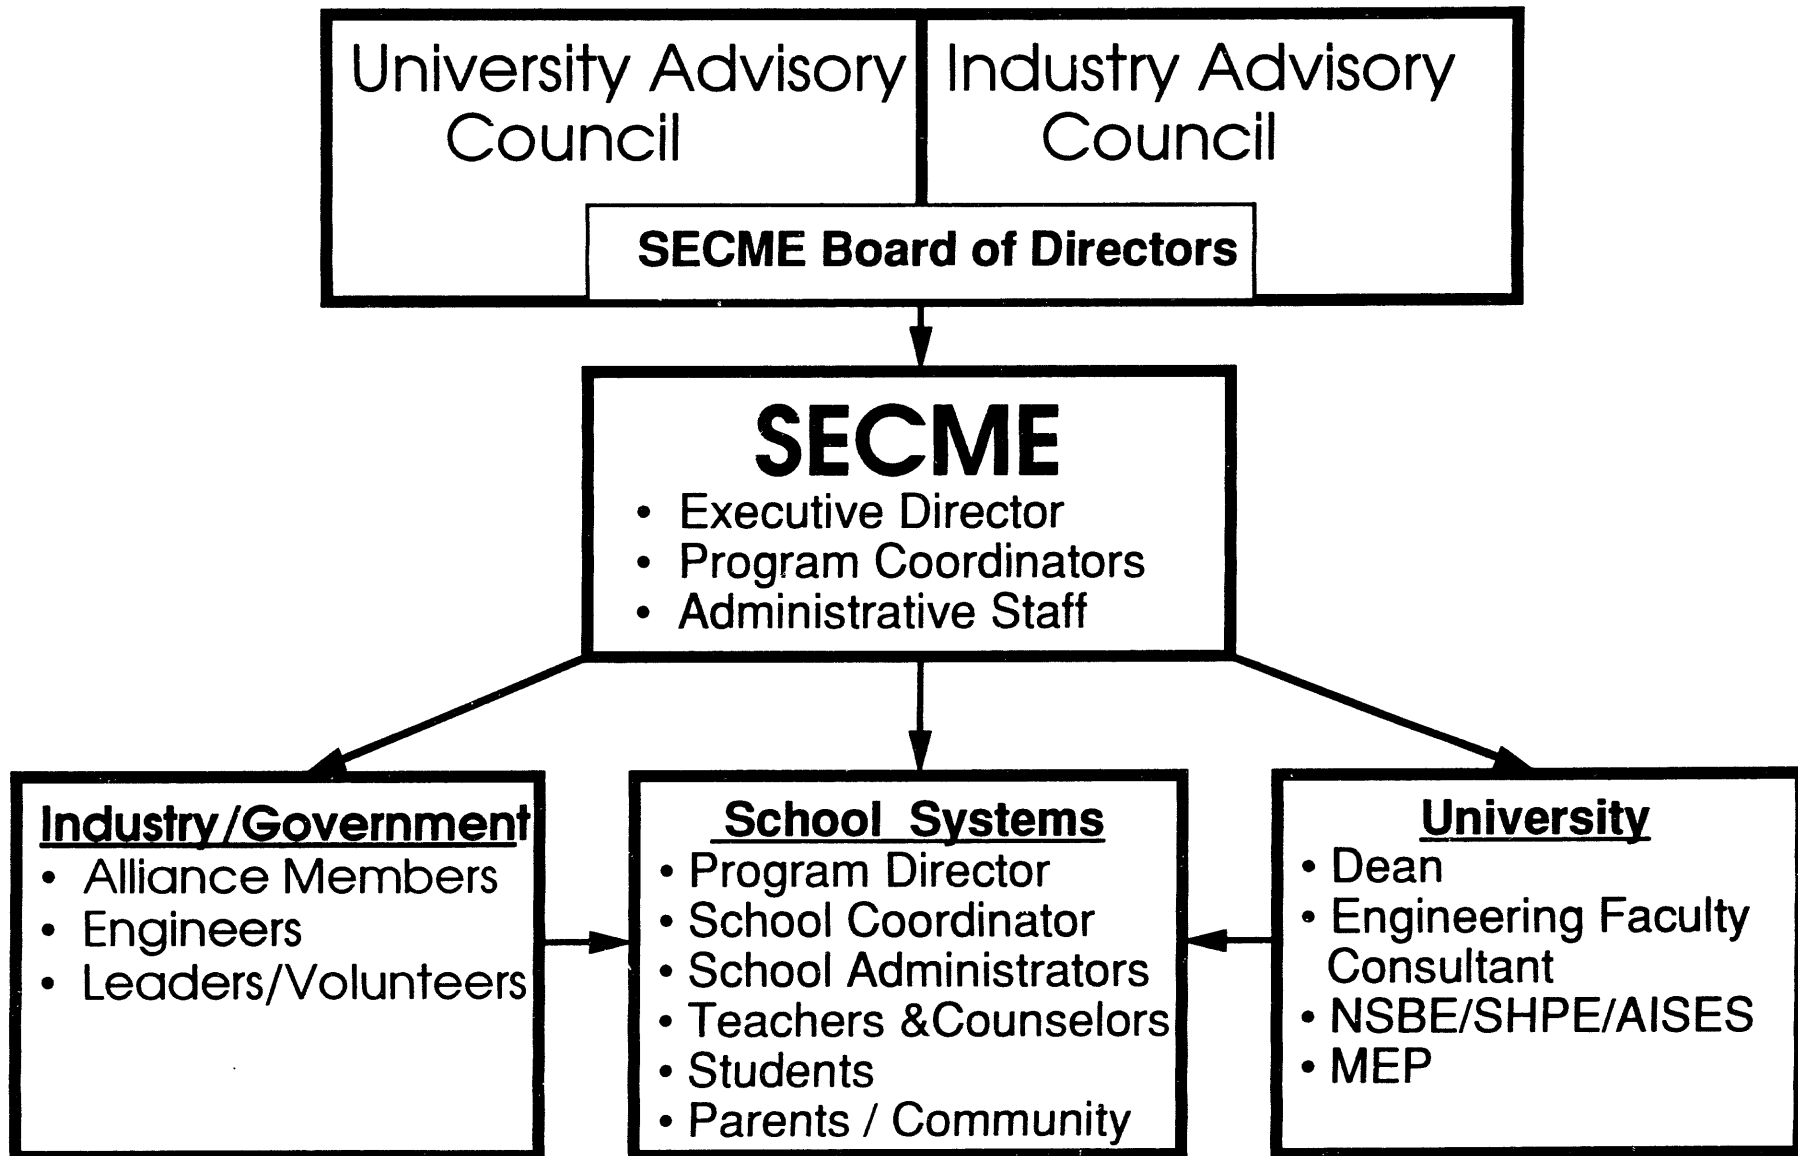 University Advisory
Council
Industry Advisory
Council
SECME Board of Directors
SECME
• Executive Director
• Program Coordinators
• Administrative Staff
Industry/Government
• Alliance Members
• Engineers
• Leaders/Volunteers
School Systems
• Program Director
• School Coordinator
• School Administrators
• Teachers &Counselors
• Students
• Parents / Community
University
• Dean
• Engineering Faculty
Consultant
• NSBE/SHPE/AISES
• MEP